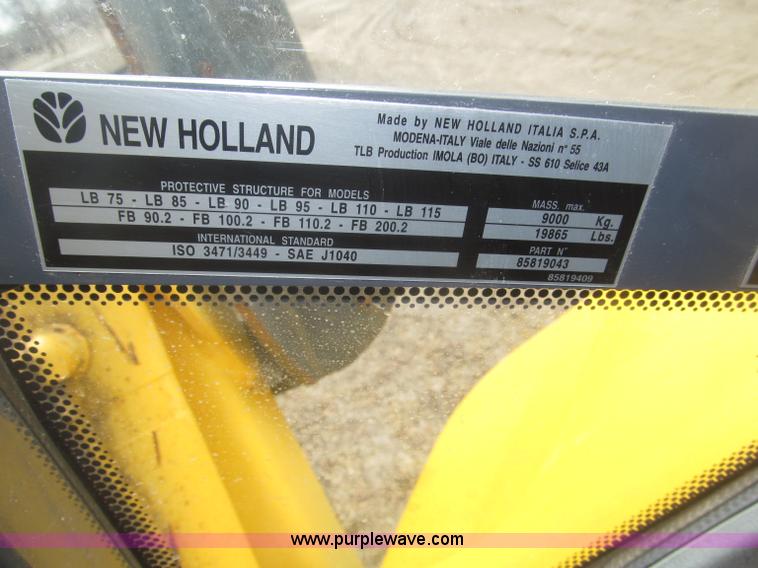 NEW HOLLAND
Made by NEW HOLLAND ITALIA S.P.A.
MODENA-ITALY Viale delle Nazioni n° 55
TLB Production IMOLA (BO) ITALY - SS 610 Selice 43A
PROTECTIVE STRUCTURE FOR MODELS
LB 75 - LB 85 - LB 90 - LB 95 - LB 110 - LB 115
FB 90.2 - FB 100.2 - FB 110.2 - FB 200.2
INTERNATIONAL STANDARD
ISO 3471/3449 - SAE J1040
MASS. max.
9000 Kg.
19865 Lbs.
PART N°
85819043
85819409
www.purplewave.com